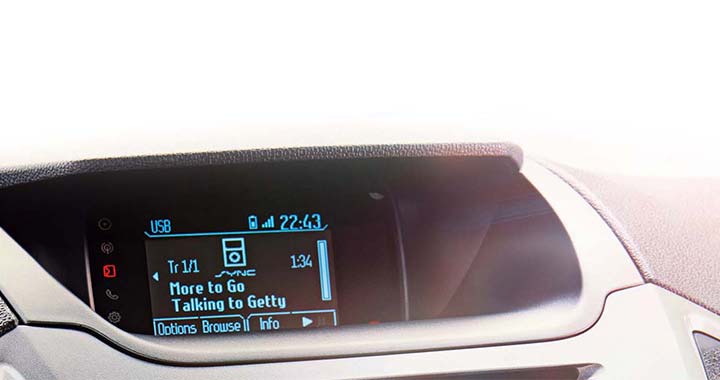 USB 22:43
SYNC
Tr 1/1 1:34
More to Go
Talking to Getty
Options Browse Info